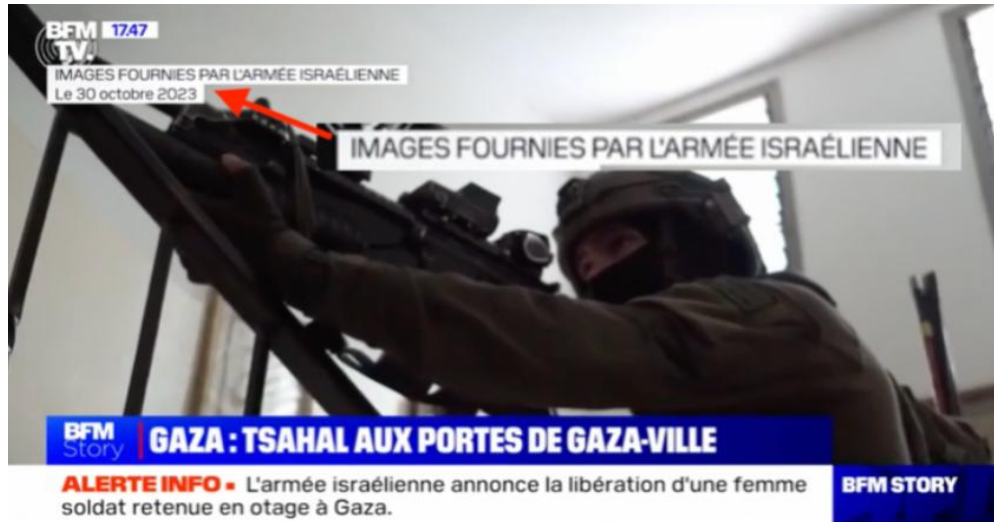 BFM
TV.
17.47
IMAGES FOURNIES PAR L'ARMÉE ISRAÉLIENNE
Le 30 octobre 2023
IMAGES FOURNIES PAR L'ARMÉE ISRAÉLIENNE
BFM
Story
GAZA : TSAHAL AUX PORTES DE GAZA-VILLE
ALERTE INFO - L'armée israélienne annonce la libération d'une femme
soldat retenue en otage à Gaza.
BFM STORY